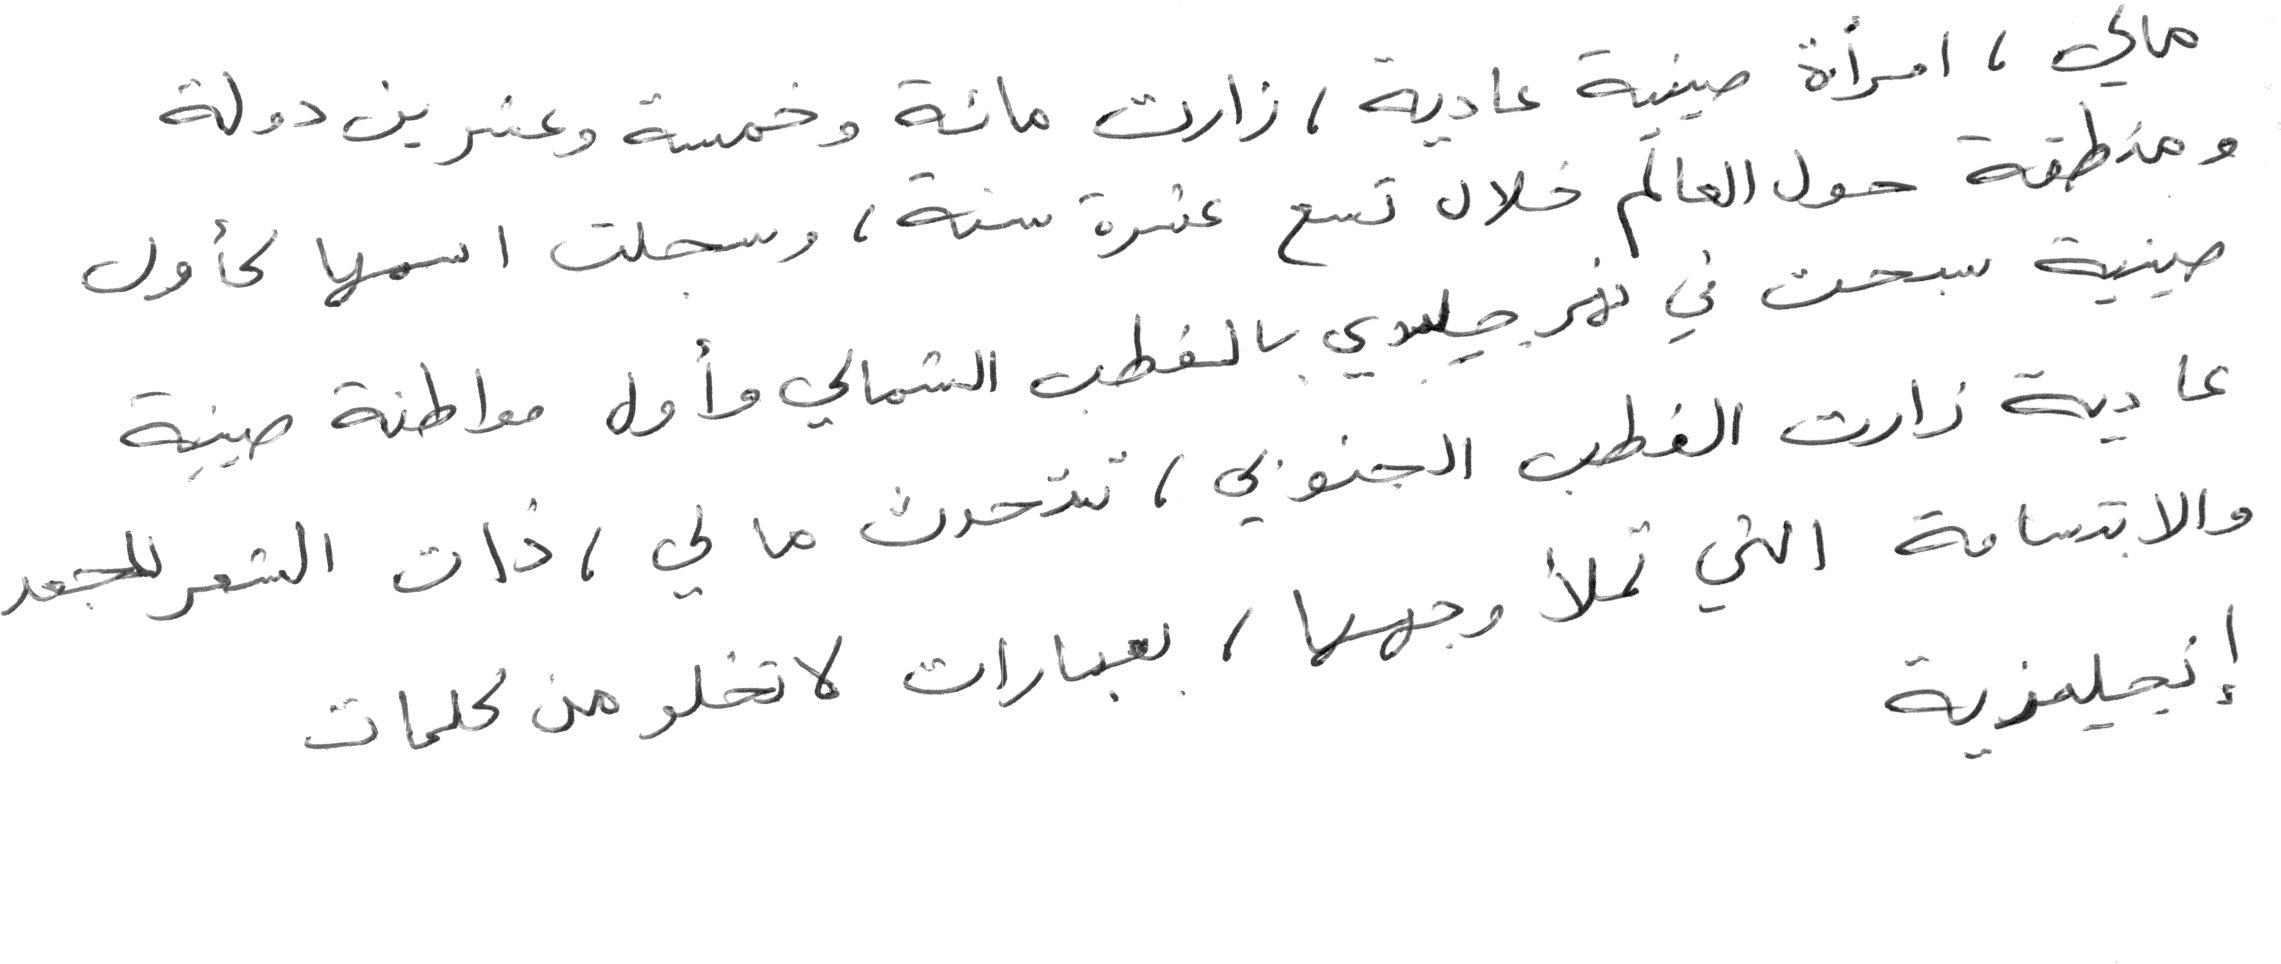 مالي ، امرأة صينية عادية ، زارت مائة وخمسة وعشرين دولة
ومنطقة حول العالم خلال تسع عشرة سنة ، وسجلت اسمها كأول
صينية سبحت في نهر جليدي بالقطب الشمالي وأول مواطنة صينية
عادية زارت القطب الجنوبي ، تتحدث مالي ، ذات الشعر المجعد
والابتسامة التي تملأ وجهها ، بعبارات لا تخلو من كلمات
إنجليزية